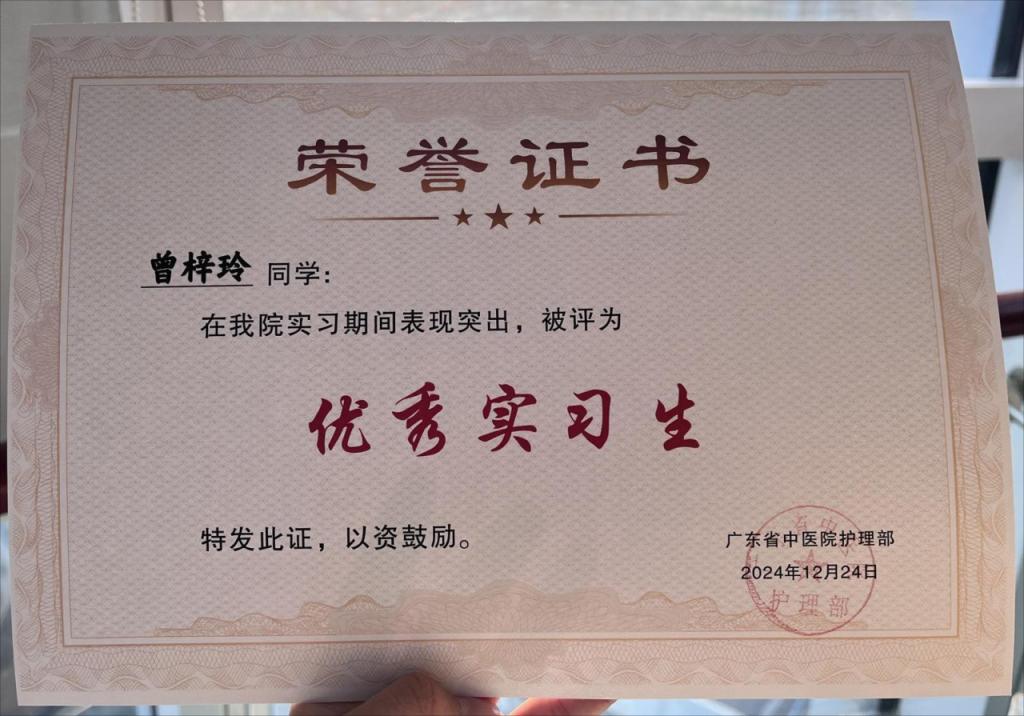 荣誉证书
曾梓玲 同学：
在我院实习期间表现突出，被评为
优秀实习生
特发此证，以资鼓励。
广东省中医院护理部
2024年12月24日
护理部